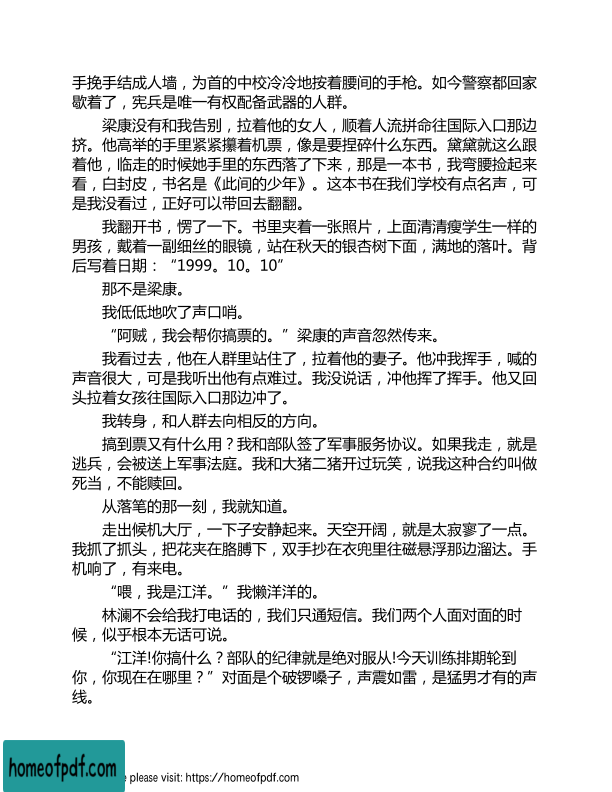 手挽手结成人墙，为首的中校冷冷地按着腰间的手枪。如今警察都回家
歇着了，宪兵是唯一有权配备武器的人群。
梁康没有和我告别，拉着他的女人，顺着人流拼命往国际入口那边
挤。他高举的手里紧紧攥着机票，像是要捏碎什么东西。黛黛就这么跟
着他，临走的时候她手里的东西落了下来，那是一本书，我弯腰捡起来
看，白封皮，书名是《此间的少年》。这本书在我们学校有点名声，可
是我没看过，正好可以带回去翻翻。
我翻开书，愣了一下。书里夹着一张照片，上面清清瘦学生一样的
男孩，戴着一副细丝的眼镜，站在秋天的银杏树下面，满地的落叶。背
后写着日期：“1999。10。10”
那不是梁康。
我低低地吹了声口哨。
“阿贼，我会帮你搞票的。”梁康的声音忽然传来。
我看过去，他在人群里站住了，拉着他的妻子。他冲我挥手，喊的
声音很大，可是我听出他有点难过。我没说话，冲他挥了挥手。他又回
头拉着女孩往国际入口那边冲了。
我转身，和人群去向相反的方向。
搞到票又有什么用？我和部队签了军事服务协议。如果我走，就是
逃兵，会被送上军事法庭。我和大猪二猪开过玩笑，说我这种合约叫做
死当，不能赎回。
从落笔的那一刻，我就知道。
走出候机大厅，一下子安静起来。天空开阔，就是太寂寥了一点。
我抓了抓头，把花夹在胳膊下，双手抄在衣兜里往磁悬浮那边溜达。手
机响了，有来电。
“喂，我是江洋。”我懒洋洋的。
林澜不会给我打电话的，我们只通短信。我们两个人面对面的时
候，似乎根本无话可说。
“江洋!你搞什么？部队的纪律就是绝对服从!今天训练排期轮到
你，你现在在哪里？”对面是个破锣嗓子，声震如雷，是猛男才有的声
线。
homeofpdf.com
e please visit: https://homeofpdf.com